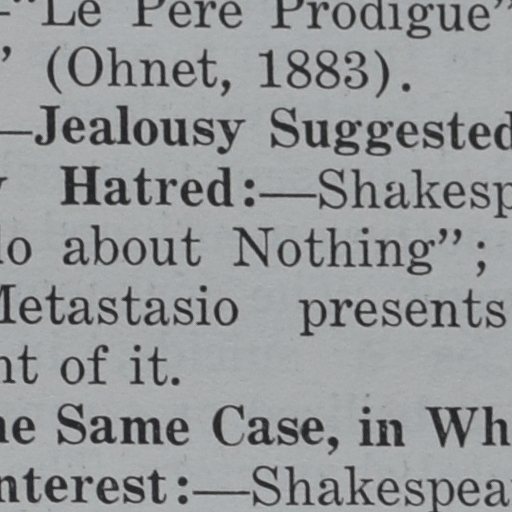 -"Le Père Prodigue"
" (Ohnet, 1883).
—Jealousy Suggested
Hatred:—Shakesp
lo about Nothing";
Metastasio presents
nt of it.
he Same Case, in Wh
nterest:—Shakespea